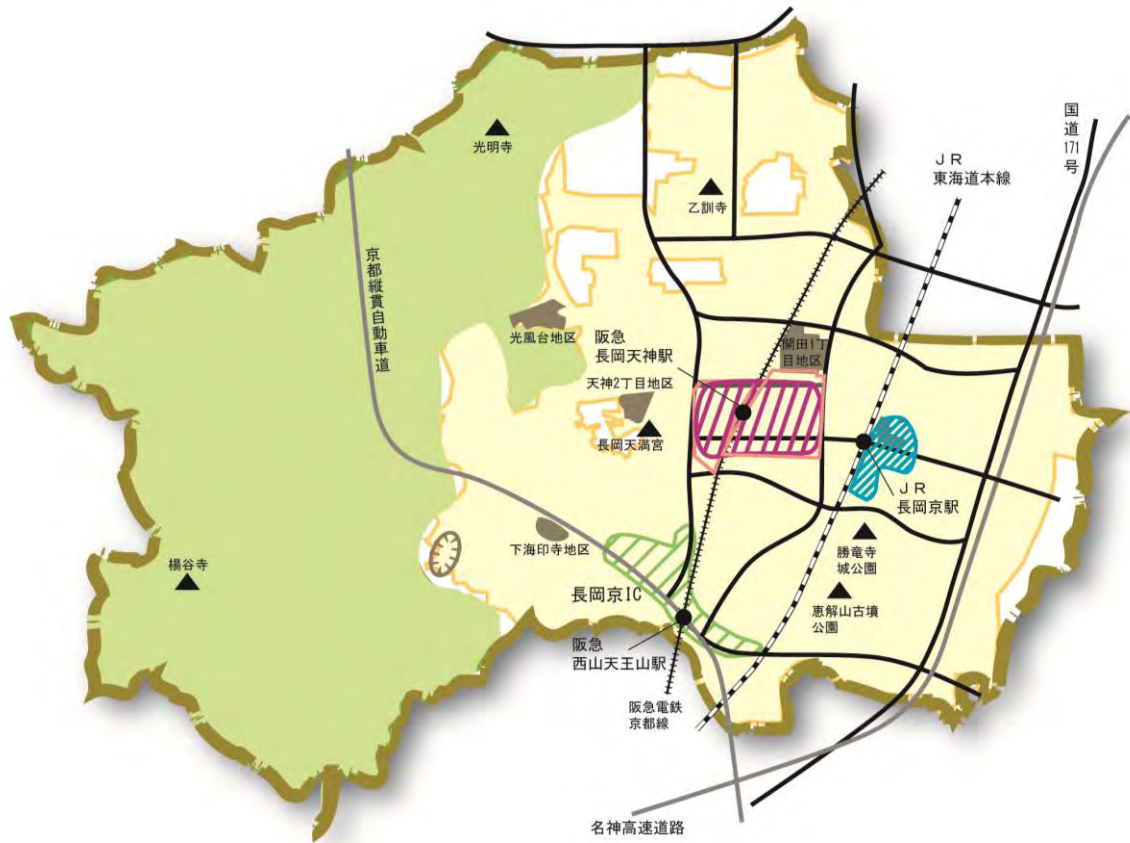 国
道
171
号
JR
東海道本線
光明寺
乙訓寺
京都縦貫自動車道
光風台地区
阪急
長岡天神駅
開田1丁
目地区
天神2丁目地区
長岡天満宮
JR
長岡京駅
下海印寺地区
勝竜寺
城公園
楊谷寺
長岡京IC
恵解山古墳
公園
阪急
西山天王山駅
阪急電鉄
京都線
名神高速道路